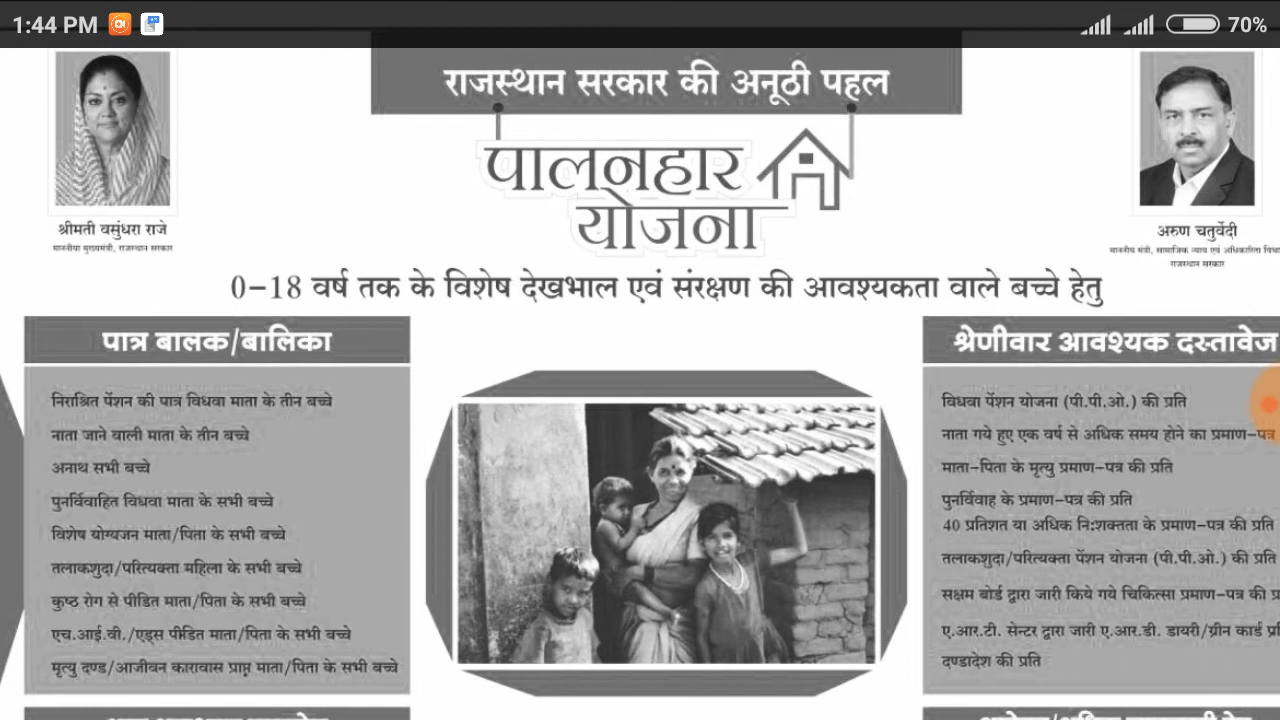 1:44 PM
70%
राजस्थान सरकार की अनूठी पहल
पालनहार
योजना
श्रीमती वसुंधरा राजे
माननीया मुख्यमंत्री, राजस्थान सरकार
अरुण चतुर्वेदी
माननीय मंत्री, सामाजिक न्याय एवं अधिकारिता
राजस्थान सरकार
0-18 वर्ष तक के विशेष देखभाल एवं संरक्षण की आवश्यकता वाले बच्चे हेतु
पात्र बालक/बालिका
निराश्रित पेंशन की पात्र विधवा माता के तीन बच्चे
नाता जाने वाली माता के तीन बच्चे
अनाथ सभी बच्चे
पुनर्विवाहित विधवा माता के सभी बच्चे
विशेष योग्यजन माता/पिता के सभी बच्चे
तलाकशुदा/परित्यक्ता महिला के सभी बच्चे
कुष्ठ रोग से पीडित माता/पिता के सभी बच्चे
एच.आई.वी./एड्स पीडित माता/पिता के सभी बच्चे
मृत्यु दण्ड/आजीवन कारावास प्राप्त माता/पिता के सभी बच्चे
श्रेणीवार आवश्यक दस्तावेज
विधवा पेंशन योजना (पी.पी.ओ.) की प्रति
नाता गये हुए एक वर्ष से अधिक समय होने का प्रमाण-पत्र
माता-पिता के मृत्यु प्रमाण-पत्र की प्रति
पुनर्विवाह के प्रमाण-पत्र की प्रति
40 प्रतिशत या अधिक नि:शक्तता के प्रमाण-पत्र की प्रति
तलाकशुदा/परित्यक्ता पेंशन योजना (पी.पी.ओ.) की प्रति
सक्षम बोर्ड द्वारा जारी किये गये चिकित्सा प्रमाण-पत्र की
ए.आर.टी. सेन्टर द्वारा जारी ए.आर.डी. डायरी/ग्रीन कार्ड
दण्डादेश की प्रति